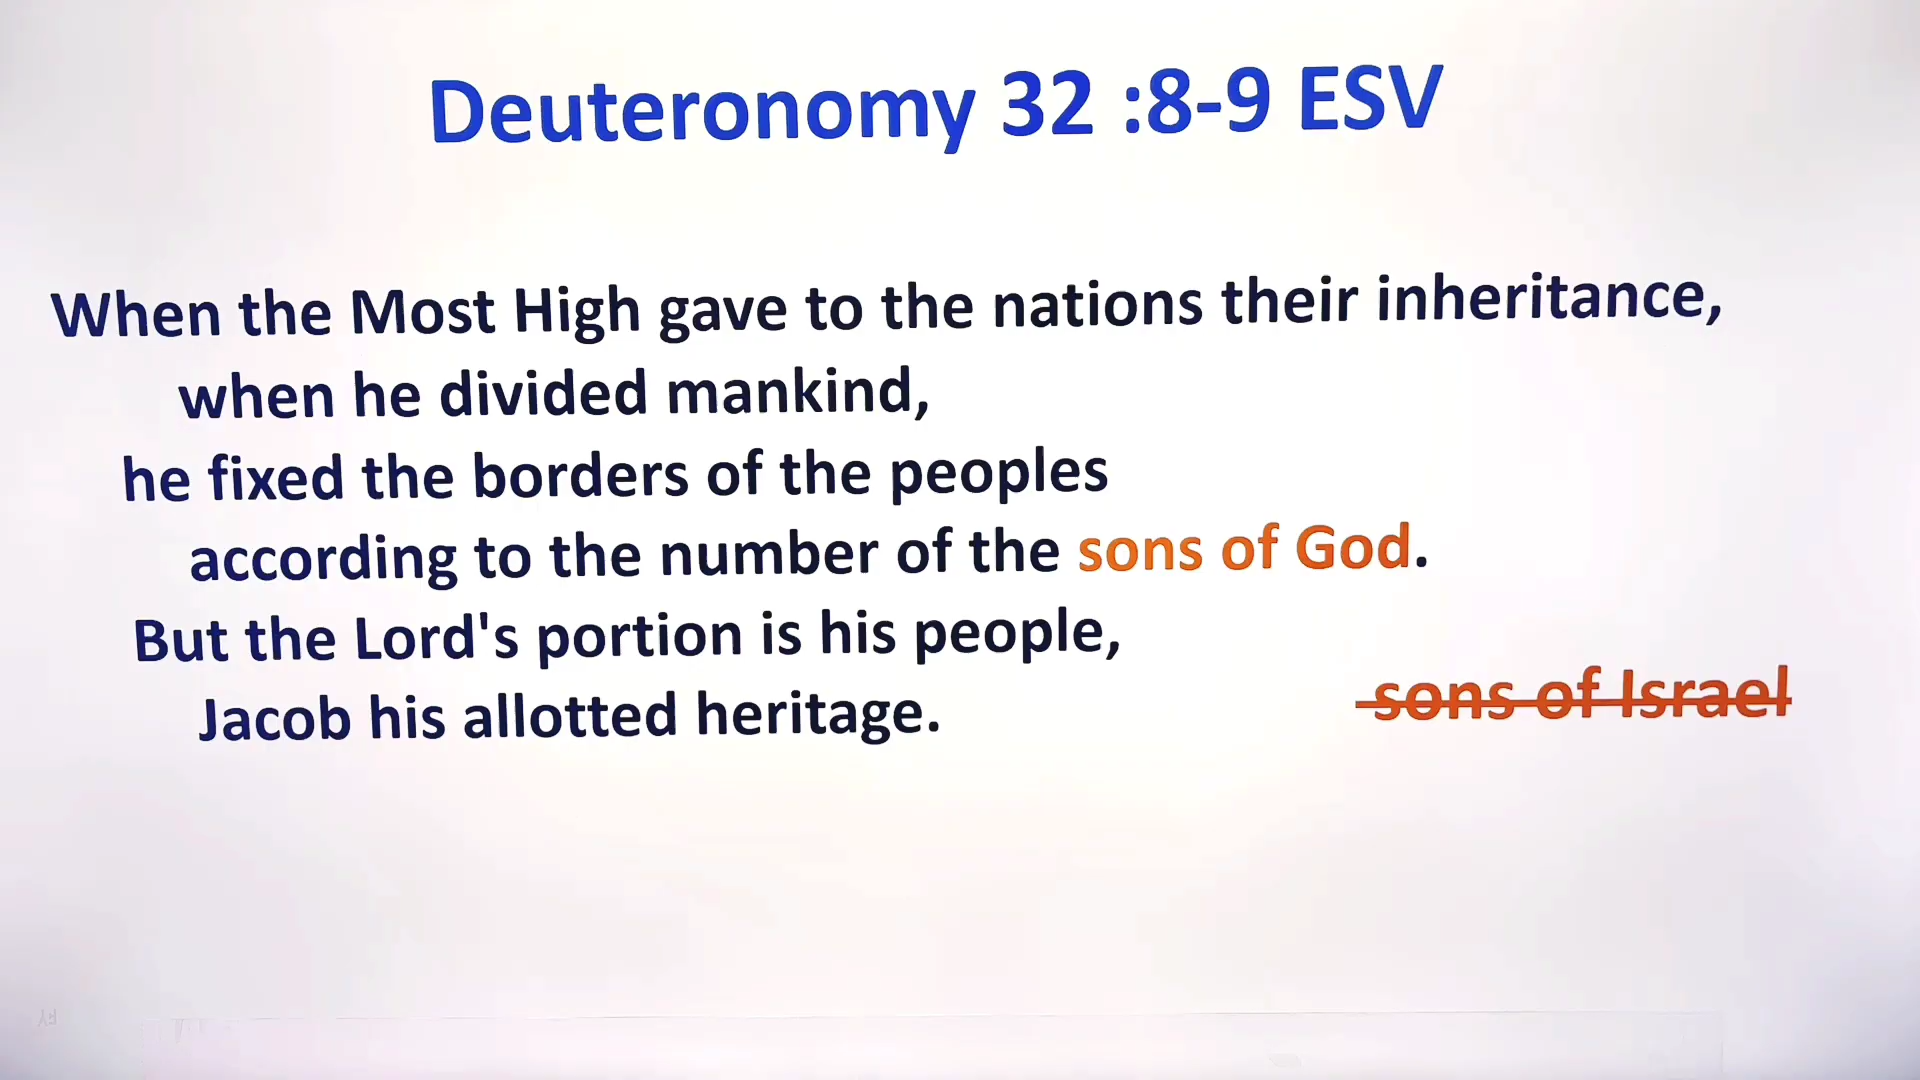 Deuteronomy 32 :8-9 ESV
When the Most High gave to the nations their inheritance,
when he divided mankind,
he fixed the borders of the peoples
according to the number of the sons of God.
But the Lord's portion is his people,
Jacob his allotted heritage.
sons of Israel